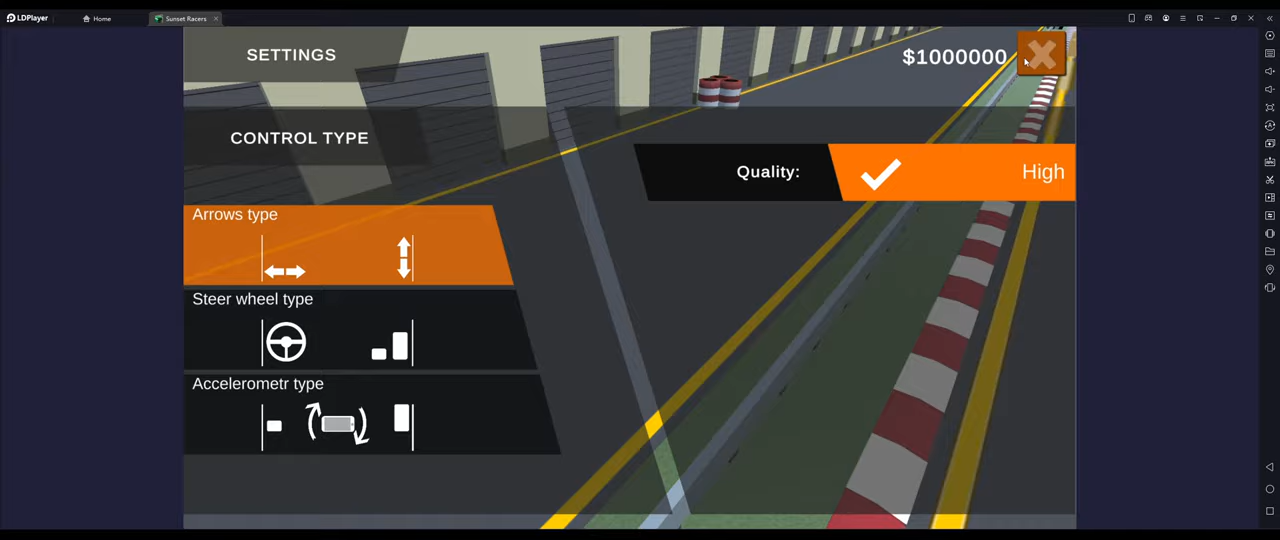 LDPlayer
Home
Sunset Racers
SETTINGS
$1000000
CONTROL TYPE
Quality:
High
Arrows type
Steer wheel type
Accelerometr type